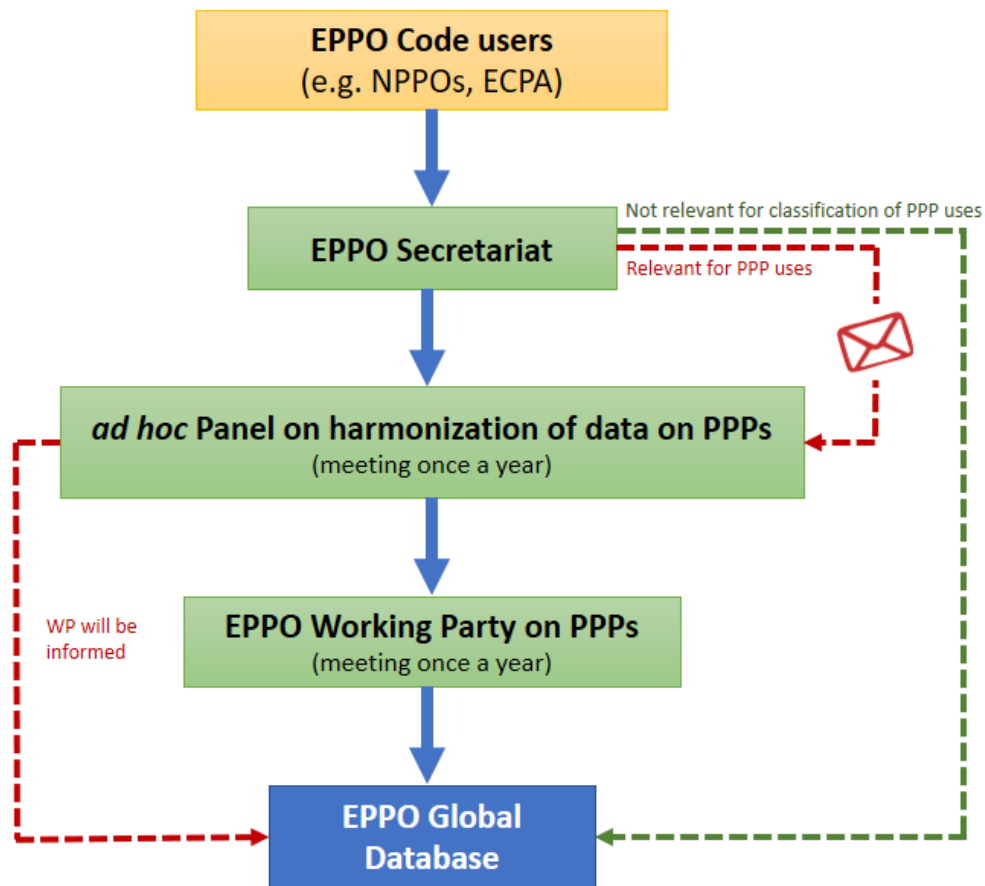 EPPO Code users
(e.g. NPPOs, ECPA)
Not relevant for classification of PPP uses
EPPO Secretariat
Relevant for PPP uses
ad hoc Panel on harmonization of data on PPPs
(meeting once a year)
EPPO Working Party on PPPs
(meeting once a year)
WP will be
informed
EPPO Global
Database